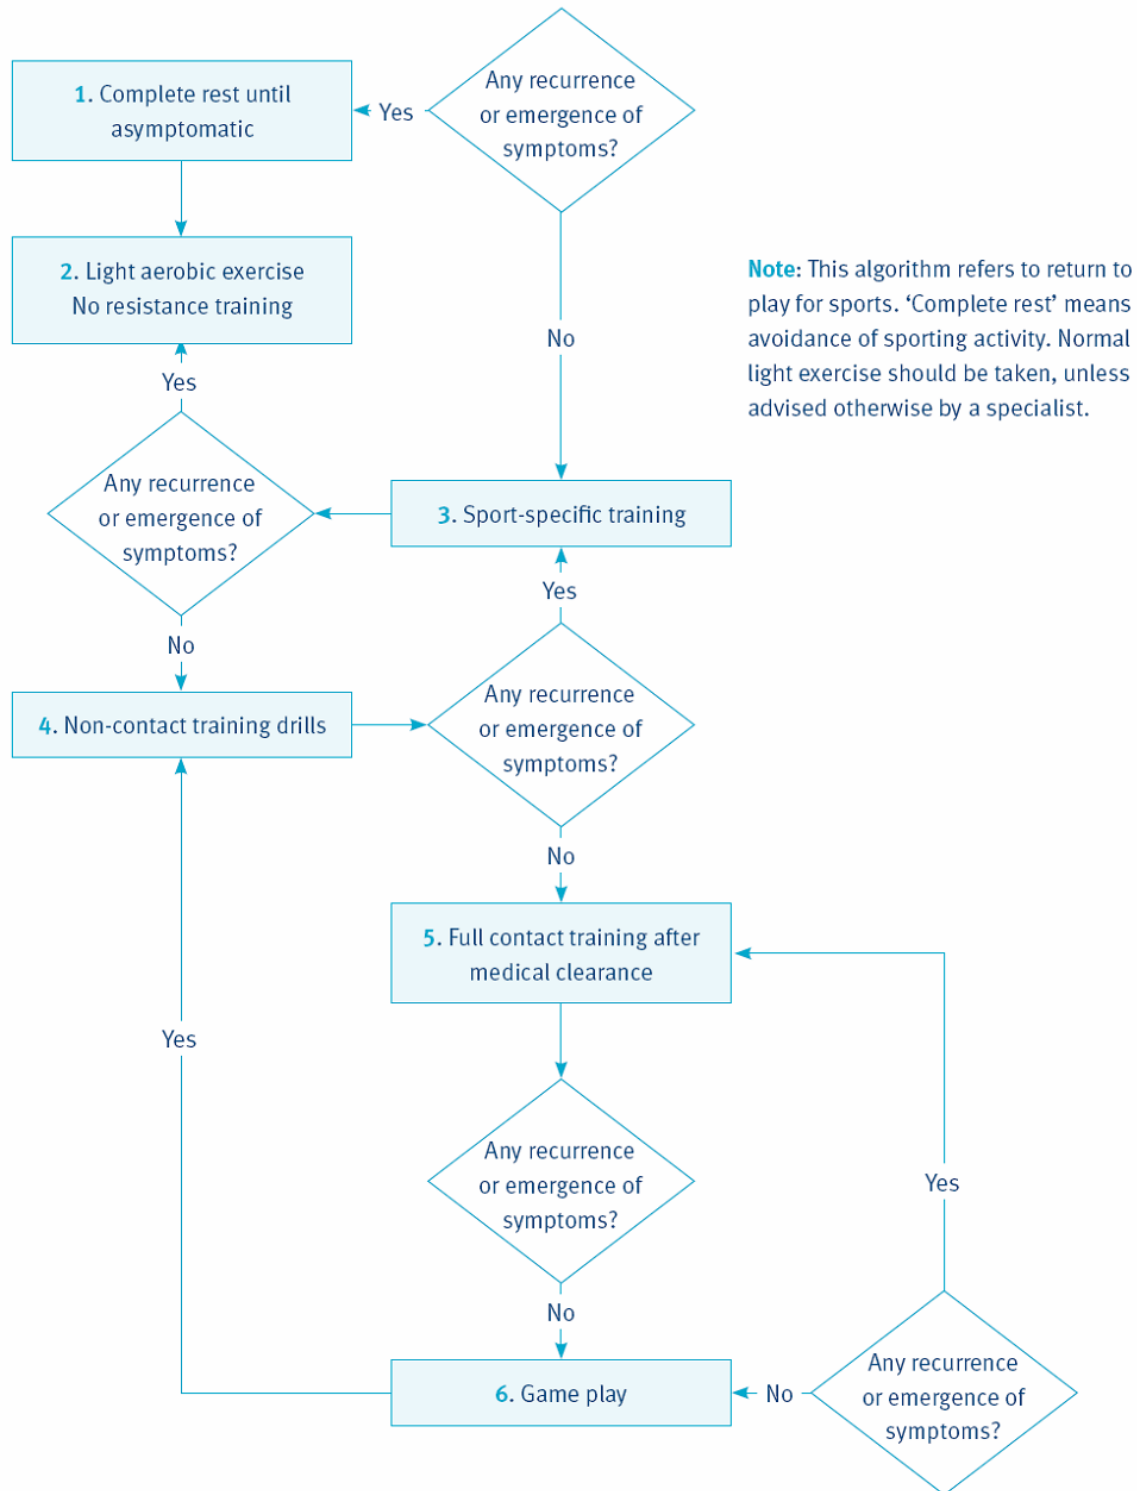 Any recurrence
or emergence of
symptoms?
1. Complete rest until
asymptomatic
Yes
2. Light aerobic exercise
No resistance training
Note: This algorithm refers to return to
play for sports. ‘Complete rest’ means
avoidance of sporting activity. Normal
light exercise should be taken, unless
advised otherwise by a specialist.
No
Yes
Any recurrence
or emergence of
symptoms?
3. Sport-specific training
Yes
No
Any recurrence
or emergence of
symptoms?
4. Non-contact training drills
No
5. Full contact training after
medical clearance
Yes
Any recurrence
or emergence of
symptoms?
Yes
No
6. Game play
No
Any recurrence
or emergence of
symptoms?